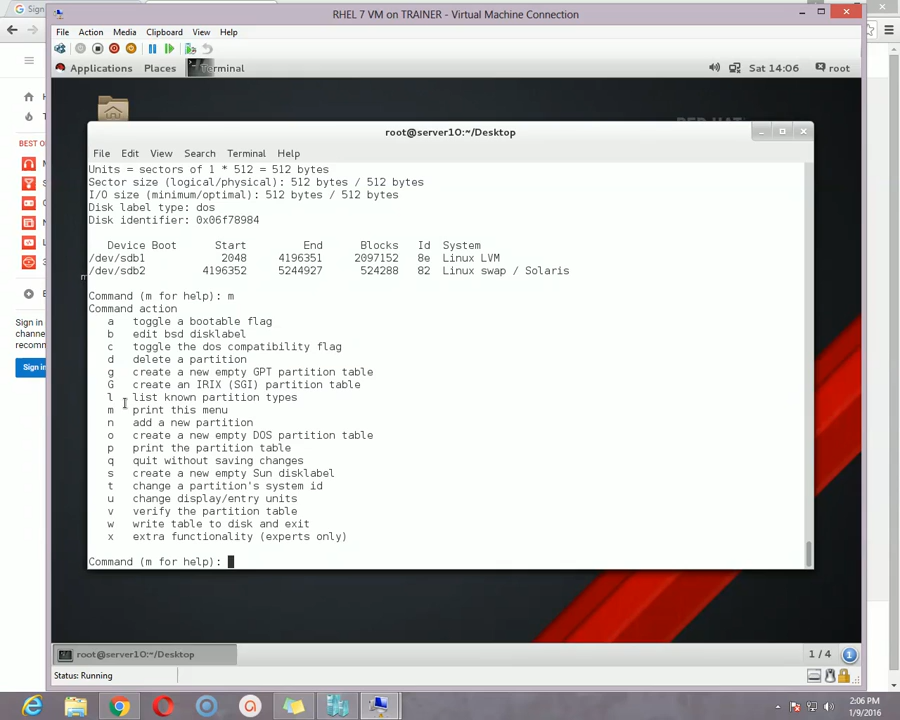 RHEL 7 VM on TRAINER - Virtual Machine Connection
File Action Media Clipboard View Help
Applications Places Terminal Sat 14:06 root
root@server10:~/Desktop
File Edit View Search Terminal Help
Units = sectors of 1 * 512 = 512 bytes
Sector size (logical/physical): 512 bytes / 512 bytes
I/O size (minimum/optimal): 512 bytes / 512 bytes
Disk label type: dos
Disk identifier: 0x06f78984
Device Boot Start End Blocks Id System
/dev/sdb1 2048 4196351 2097152 8e Linux LVM
/dev/sdb2 4196352 5244927 524288 82 Linux swap / Solaris
Command (m for help): m
Command action
a toggle a bootable flag
b edit bsd disklabel
c toggle the dos compatibility flag
d delete a partition
g create a new empty GPT partition table
G create an IRIX (SGI) partition table
l list known partition types
m print this menu
n add a new partition
o create a new empty DOS partition table
p print the partition table
q quit without saving changes
s create a new empty Sun disklabel
t change a partition's system id
u change display/entry units
v verify the partition table
w write table to disk and exit
x extra functionality (experts only)
Command (m for help):
root@server10:~/Desktop 1 / 4 1
Status: Running
BEST O
Sign in
recomm
Sign in
2:06 PM
1/9/2016